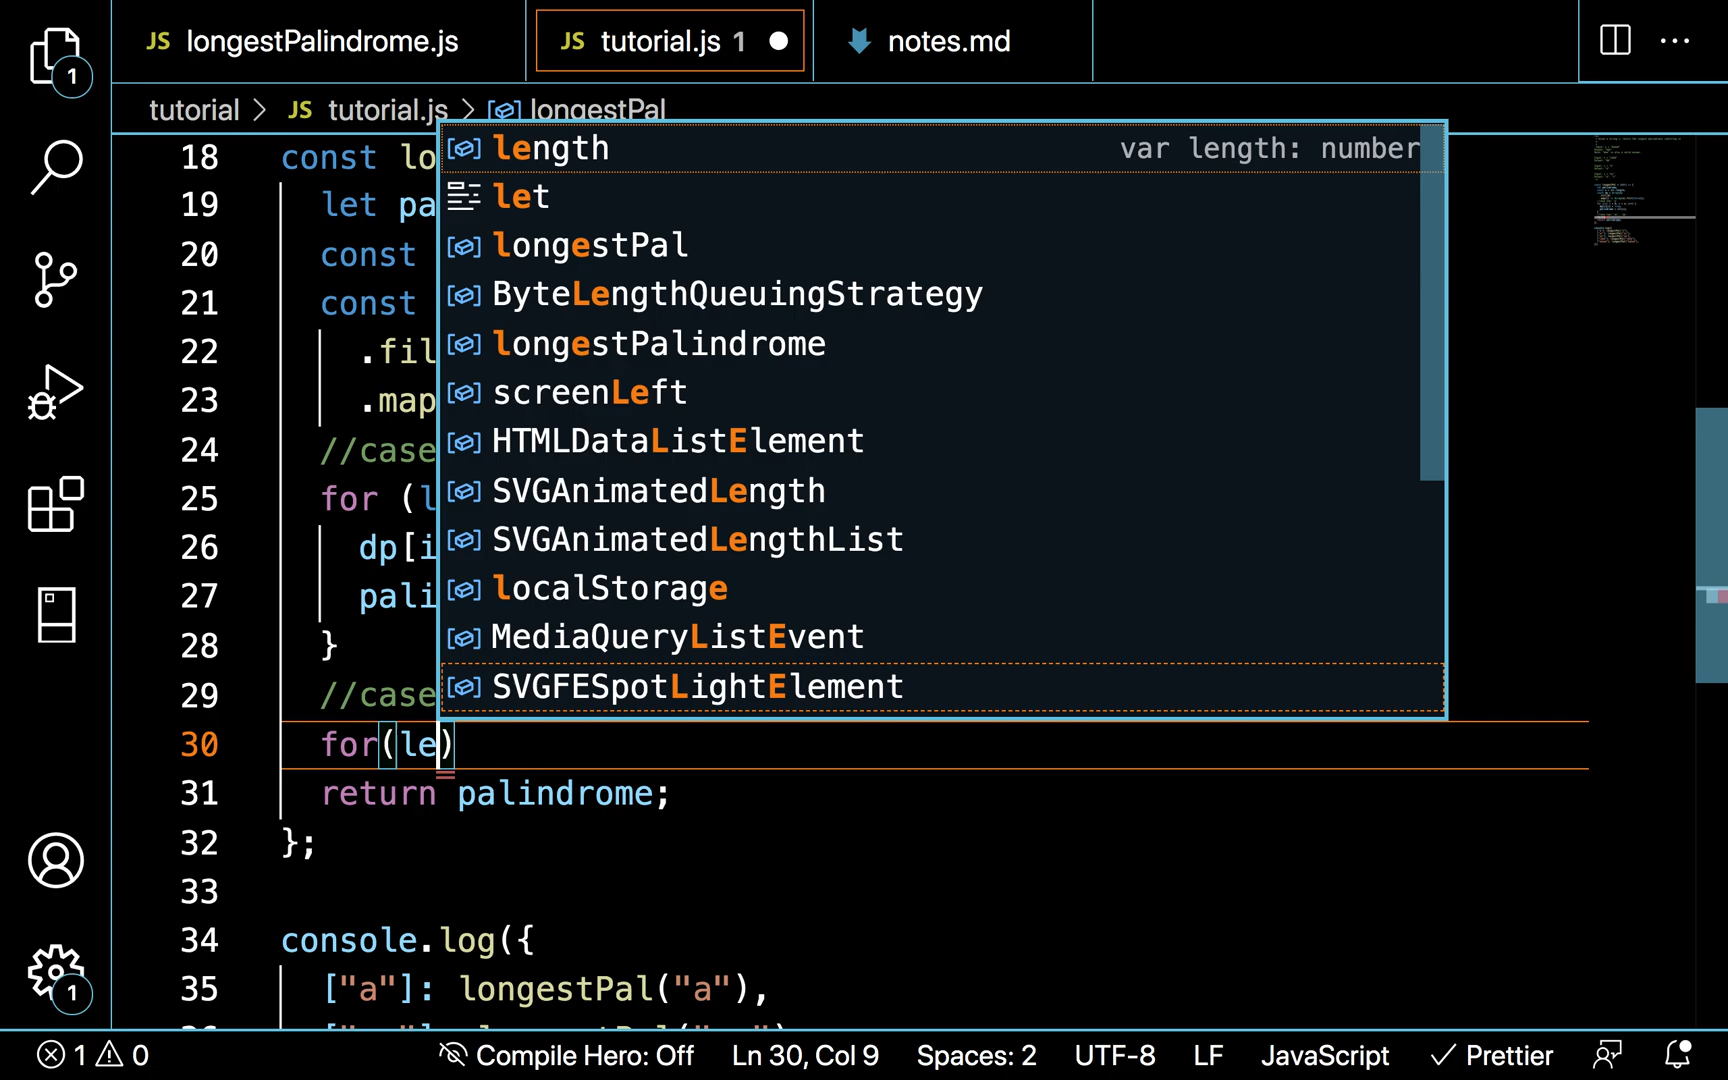 JS longestPalindrome.js
JS tutorial.js 1
notes.md
tutorial > JS tutorial.js > longestPal
18 const lo
19 let pa
20 const
21 const
22 .fil
23 .map
24 //case
25 for (l
26 dp[i
27 pali
28 }
29 //case
30 for(le)
31 return palindrome;
32 };
33
34 console.log({
35 ["a"]: longestPal("a"),
length var length: number
let
longestPal
ByteLengthQueuingStrategy
longestPalindrome
screenLeft
HTMLDataListElement
SVGAnimatedLength
SVGAnimatedLengthList
localStorage
MediaQueryListEvent
SVGFESpotLightElement
1
1
1 0 Compile Hero: Off Ln 30, Col 9 Spaces: 2 UTF-8 LF JavaScript Prettier